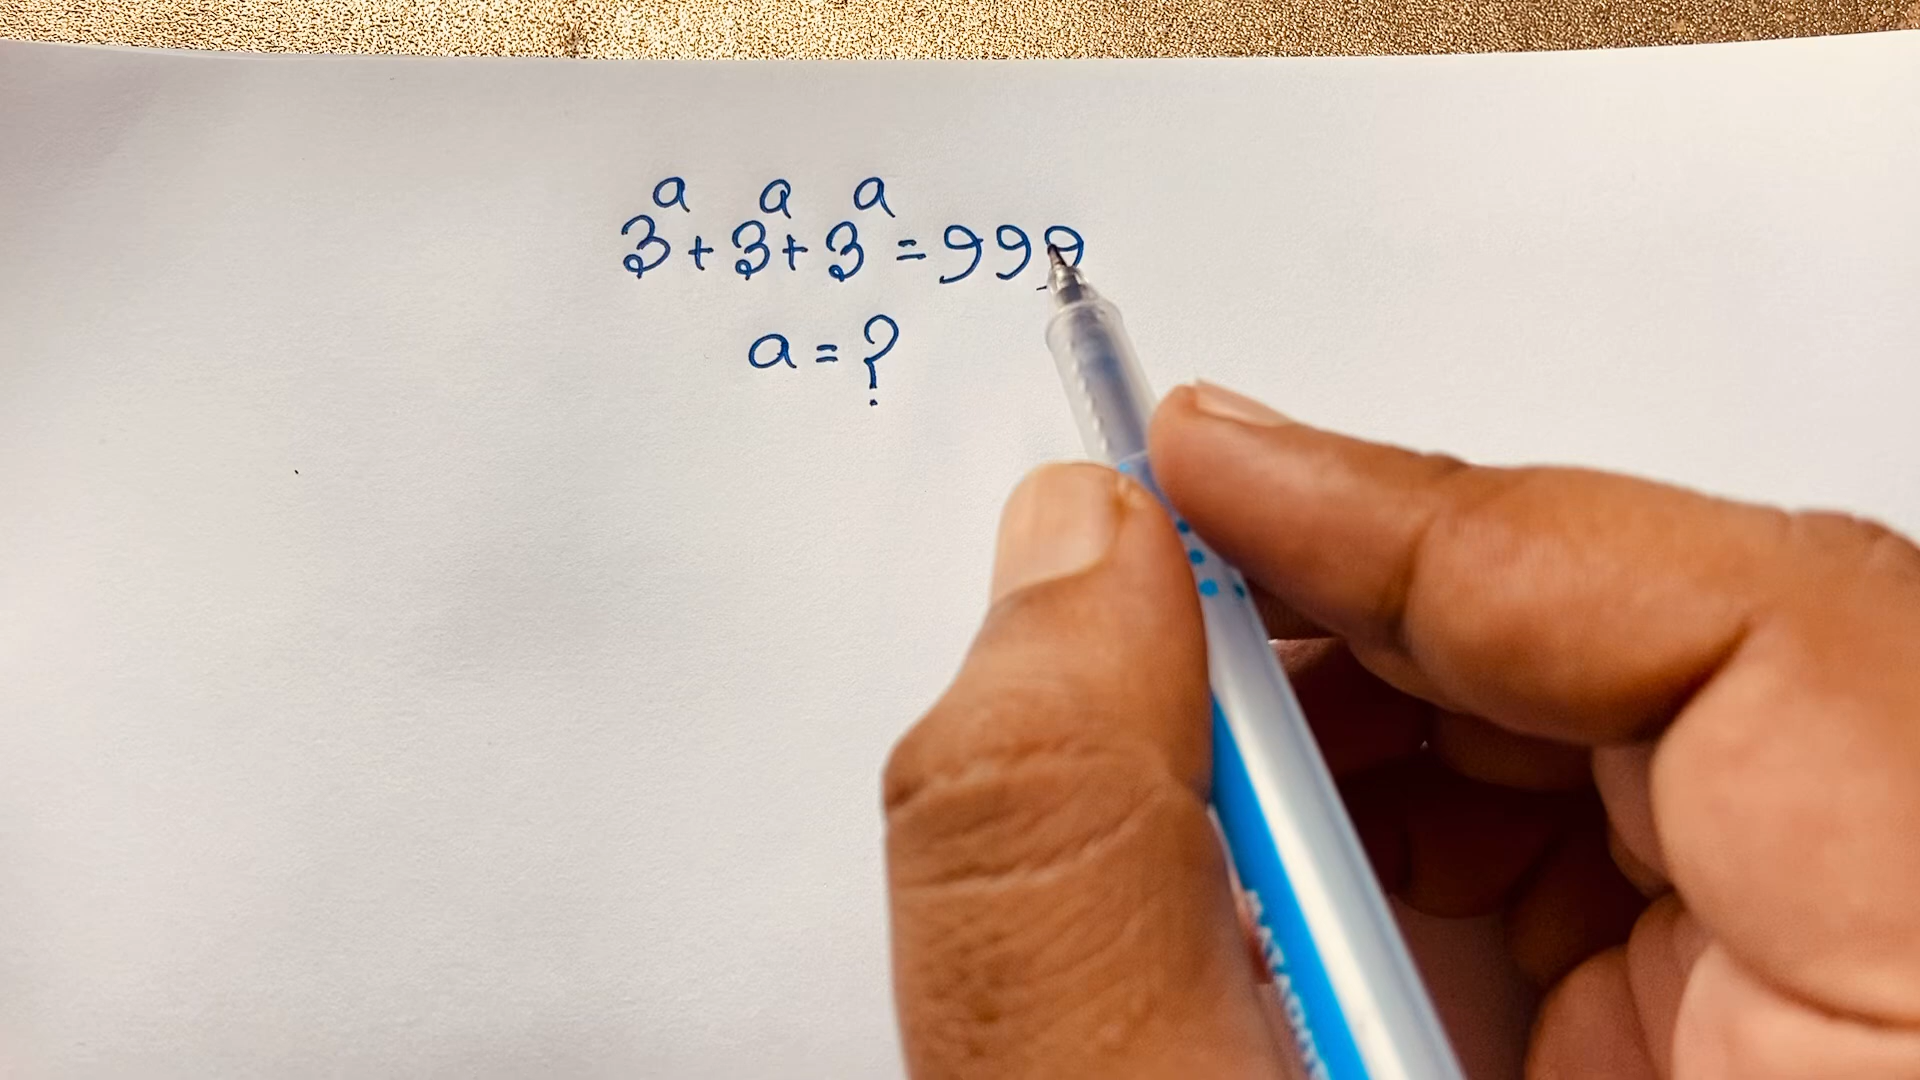 3^a + 3^a + 3^a = 999
a = ?